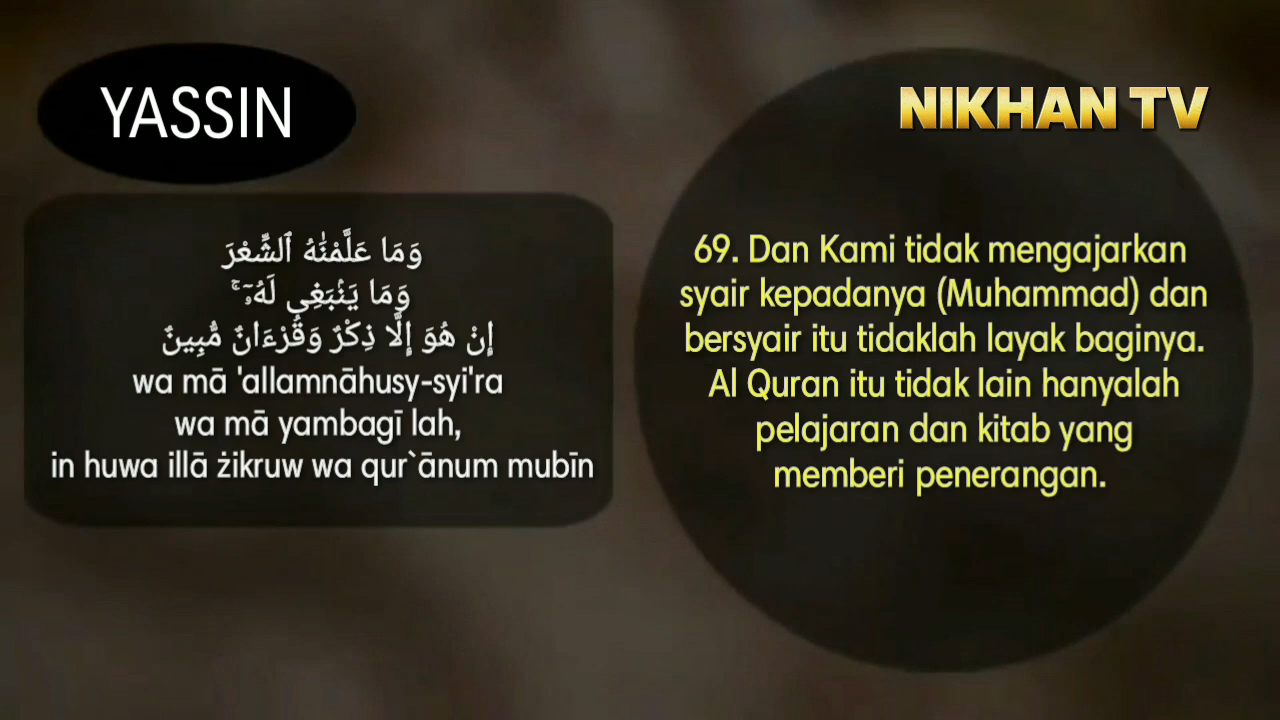 YASSIN
NIKHAN TV
وَمَا عَلَّمْنَٰهُ ٱلشِّعْرَ
وَمَا يَنۢبَغِى لَهُۥٓ ۚ
إِنْ هُوَ إِلَّا ذِكْرٌ وَقُرْءَانٌ مُّبِينٌ
wa mā 'allamnāhusy-syi'ra
wa mā yambagī lah,
in huwa illā żikruw wa qur`ānum mubīn
69. Dan Kami tidak mengajarkan
syair kepadanya (Muhammad) dan
bersyair itu tidaklah layak baginya.
Al Quran itu tidak lain hanyalah
pelajaran dan kitab yang
memberi penerangan.